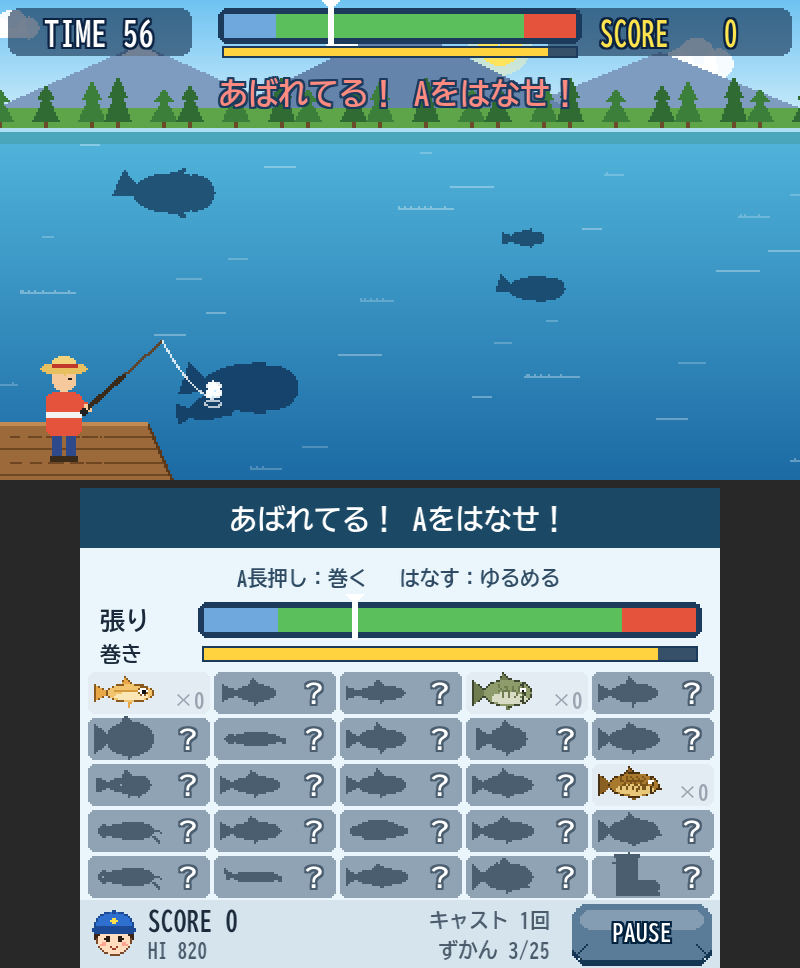 TIME 56
SCORE 0
あばれてる！ Aをはなせ！
あばれてる！ Aをはなせ！
A長押し：巻く はなす：ゆるめる
張り
巻き
×0 ? ? ×0 ?
? ? ? ? ?
? ? ? ? ×0
? ? ? ? ?
? ? ? ? ?
SCORE 0
HI 820
キャスト 1回
ずかん 3/25
PAUSE